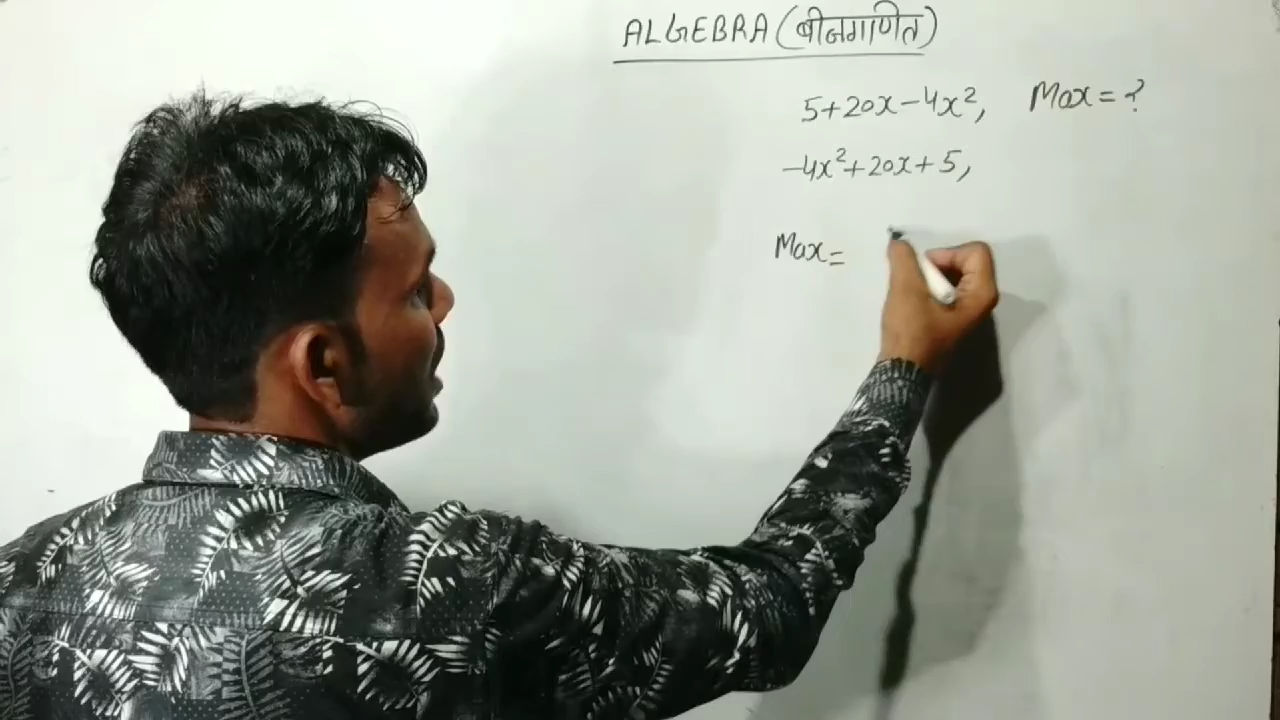 ALGEBRA (बीजगणित)
5+20x-4x², Max = ?
-4x²+20x+5,
Max =